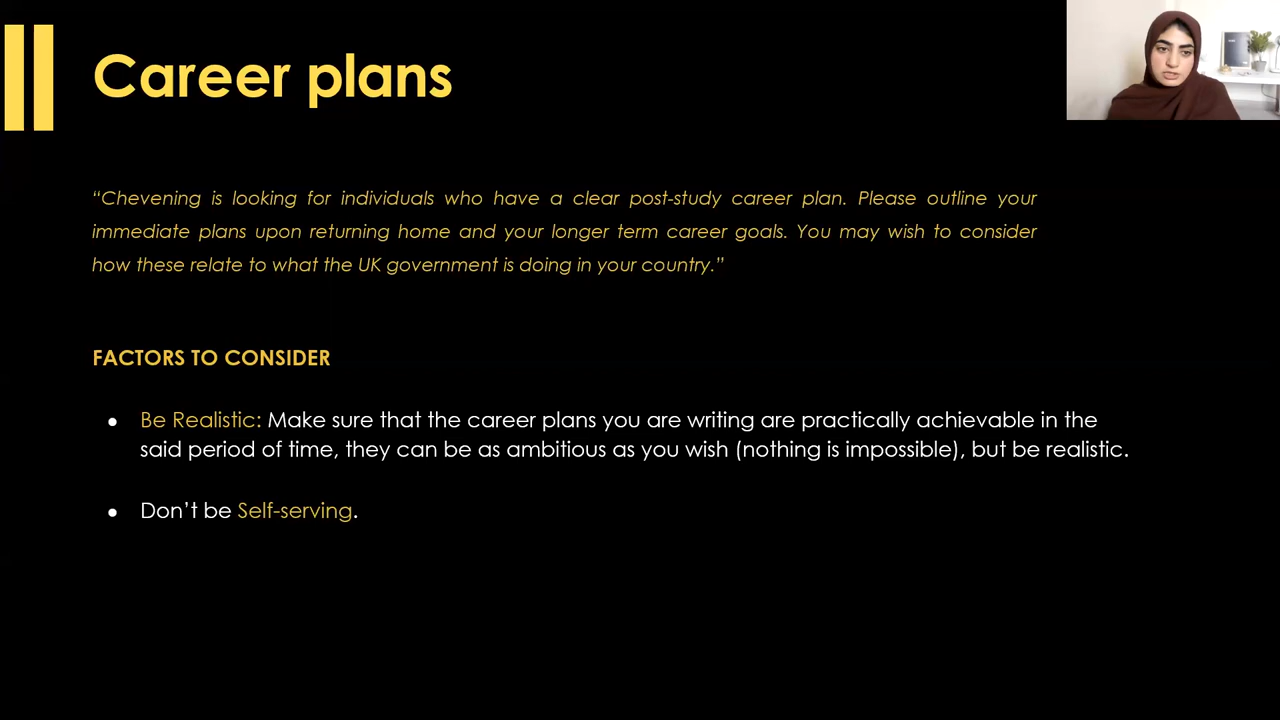 Career plans
“Chevening is looking for individuals who have a clear post-study career plan. Please outline your
immediate plans upon returning home and your longer term career goals. You may wish to consider
how these relate to what the UK government is doing in your country.”
FACTORS TO CONSIDER
● Be Realistic: Make sure that the career plans you are writing are practically achievable in the
said period of time, they can be as ambitious as you wish (nothing is impossible), but be realistic.
● Don’t be Self-serving.